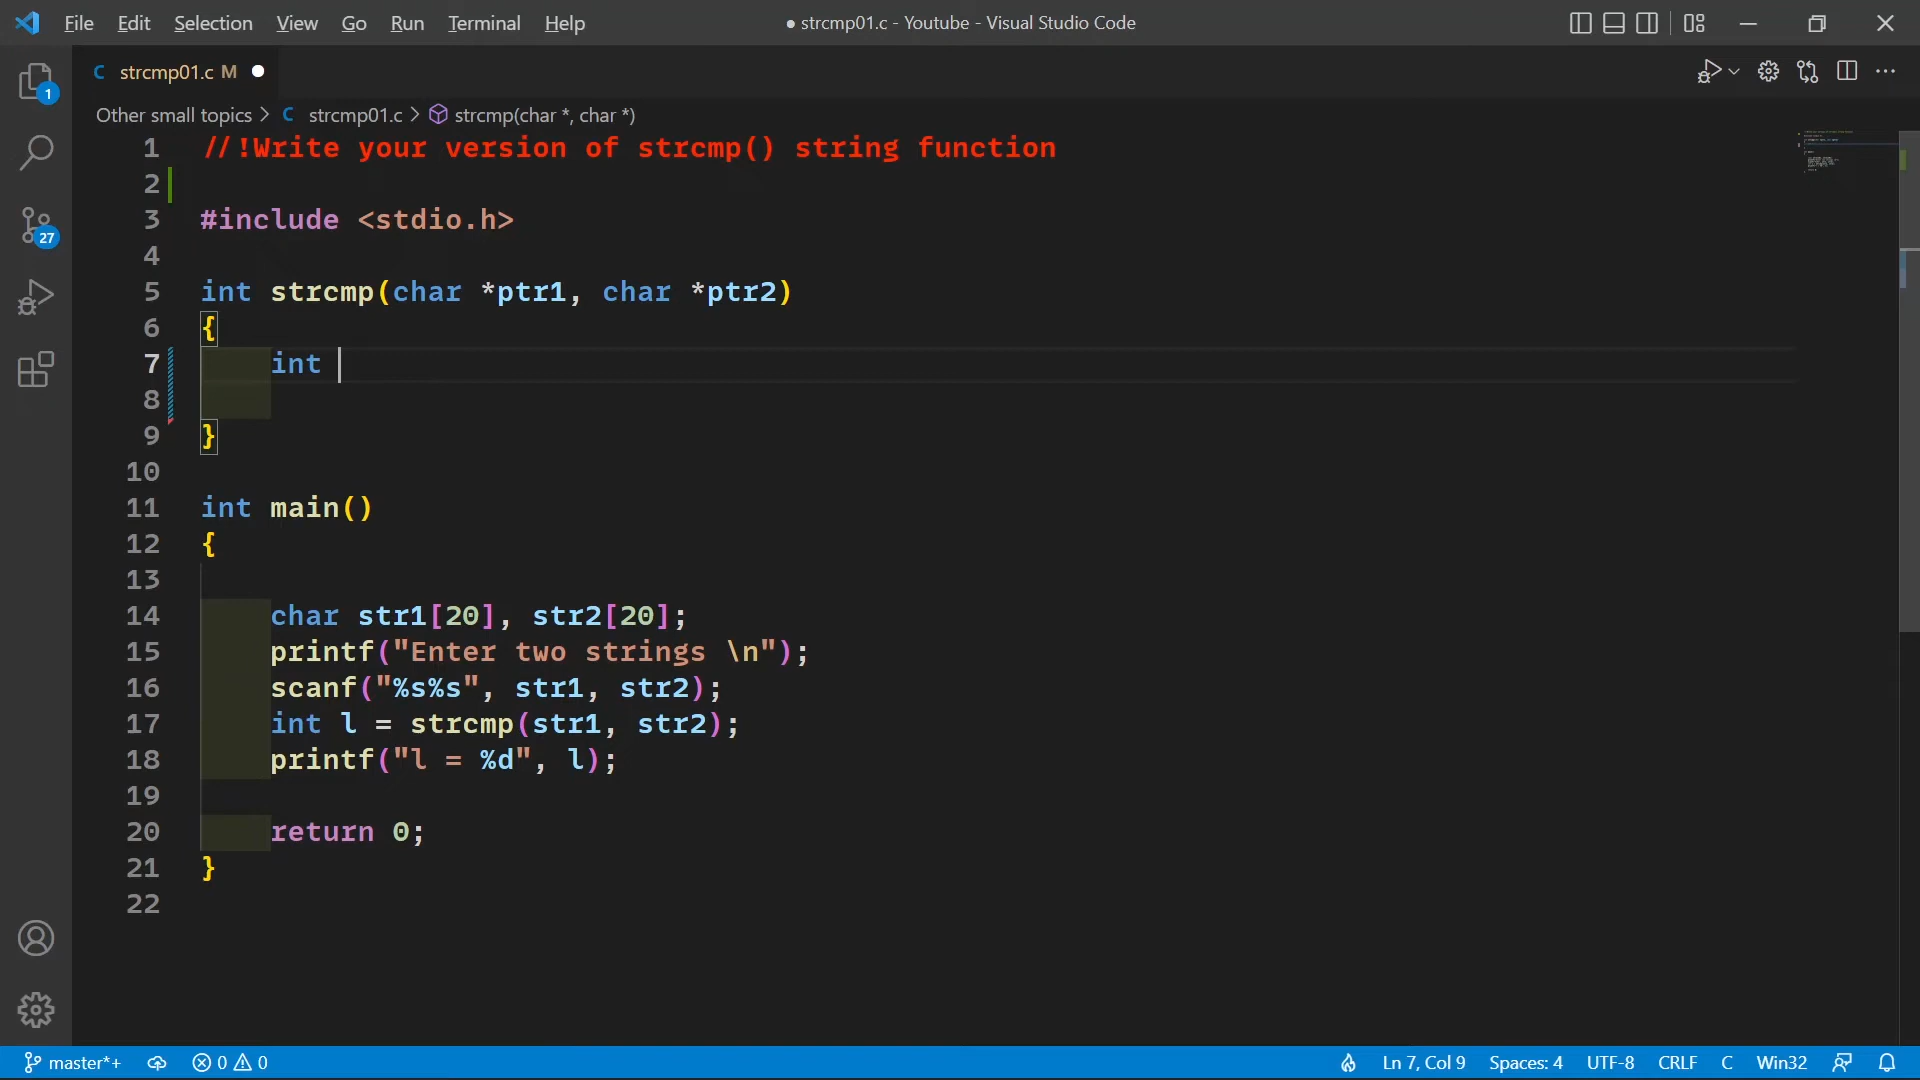 File Edit Selection View Go Run Terminal Help ● strcmp01.c - Youtube - Visual Studio Code
C strcmp01.c M
Other small topics > C strcmp01.c > strcmp(char *, char *)
1 //!Write your version of strcmp() string function
2
3 #include <stdio.h>
4
5 int strcmp(char *ptr1, char *ptr2)
6 {
7     int
8
9 }
10
11 int main()
12 {
13
14     char str1[20], str2[20];
15     printf("Enter two strings \n");
16     scanf("%s%s", str1, str2);
17     int l = strcmp(str1, str2);
18     printf("l = %d", l);
19
20     return 0;
21 }
22
1
27
master*+ 0 0 Ln 7, Col 9 Spaces: 4 UTF-8 CRLF C Win32